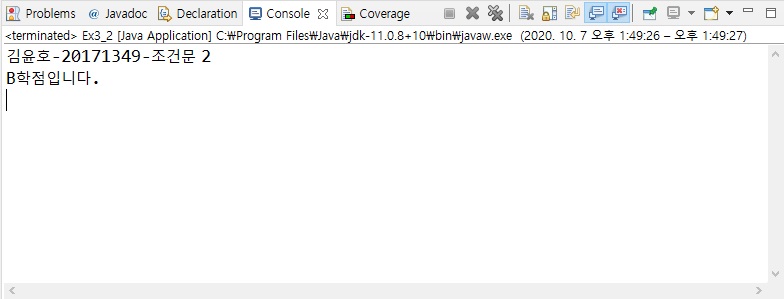 Problems @ Javadoc Declaration Console Coverage
<terminated> Ex3_2 [Java Application] C:₩Program Files₩Java₩jdk-11.0.8+10₩bin₩javaw.exe (2020. 10. 7 오후 1:49:26 – 오후 1:49:27)
김윤호-20171349-조건문 2
B학점입니다.